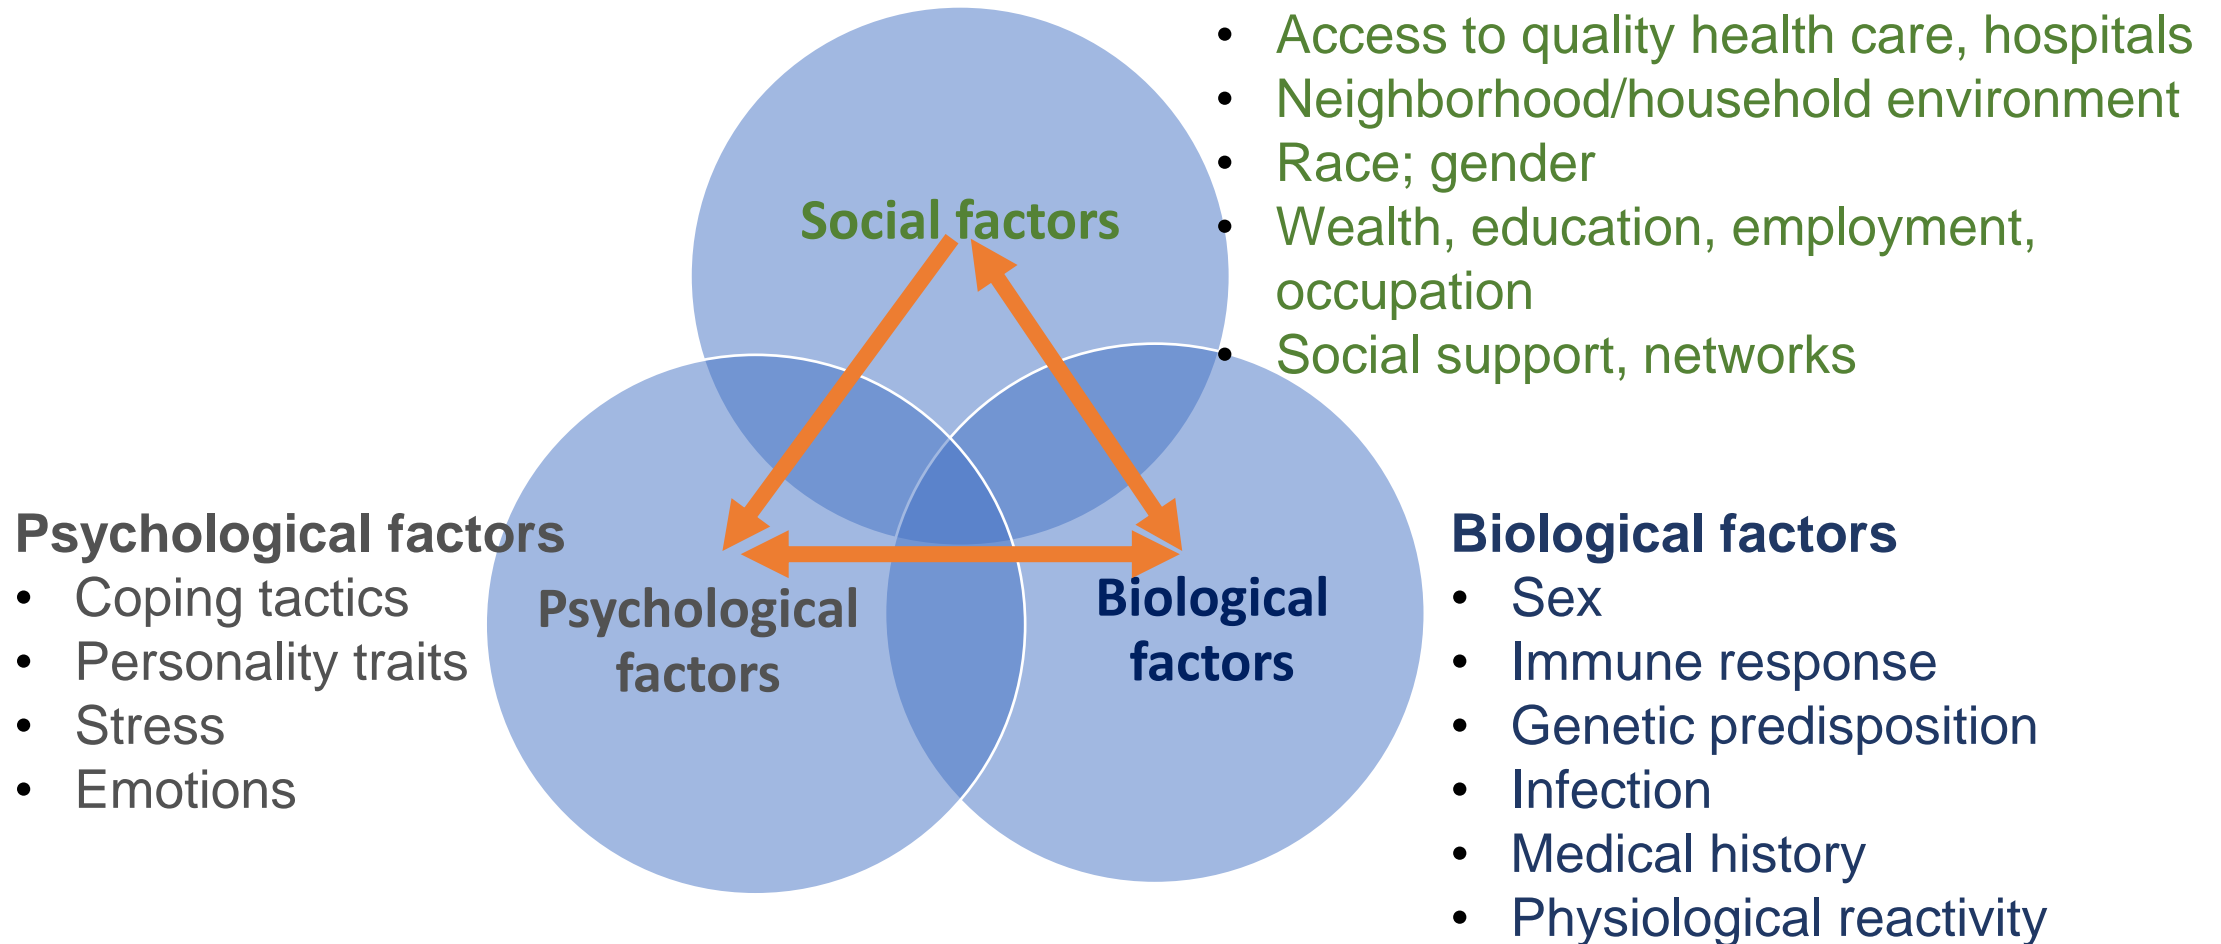 • Access to quality health care, hospitals
• Neighborhood/household environment
• Race; gender
• Wealth, education, employment,
occupation
• Social support, networks
Social factors
Psychological factors
• Coping tactics
• Personality traits
• Stress
• Emotions
Psychological
factors
Biological
factors
Biological factors
• Sex
• Immune response
• Genetic predisposition
• Infection
• Medical history
• Physiological reactivity